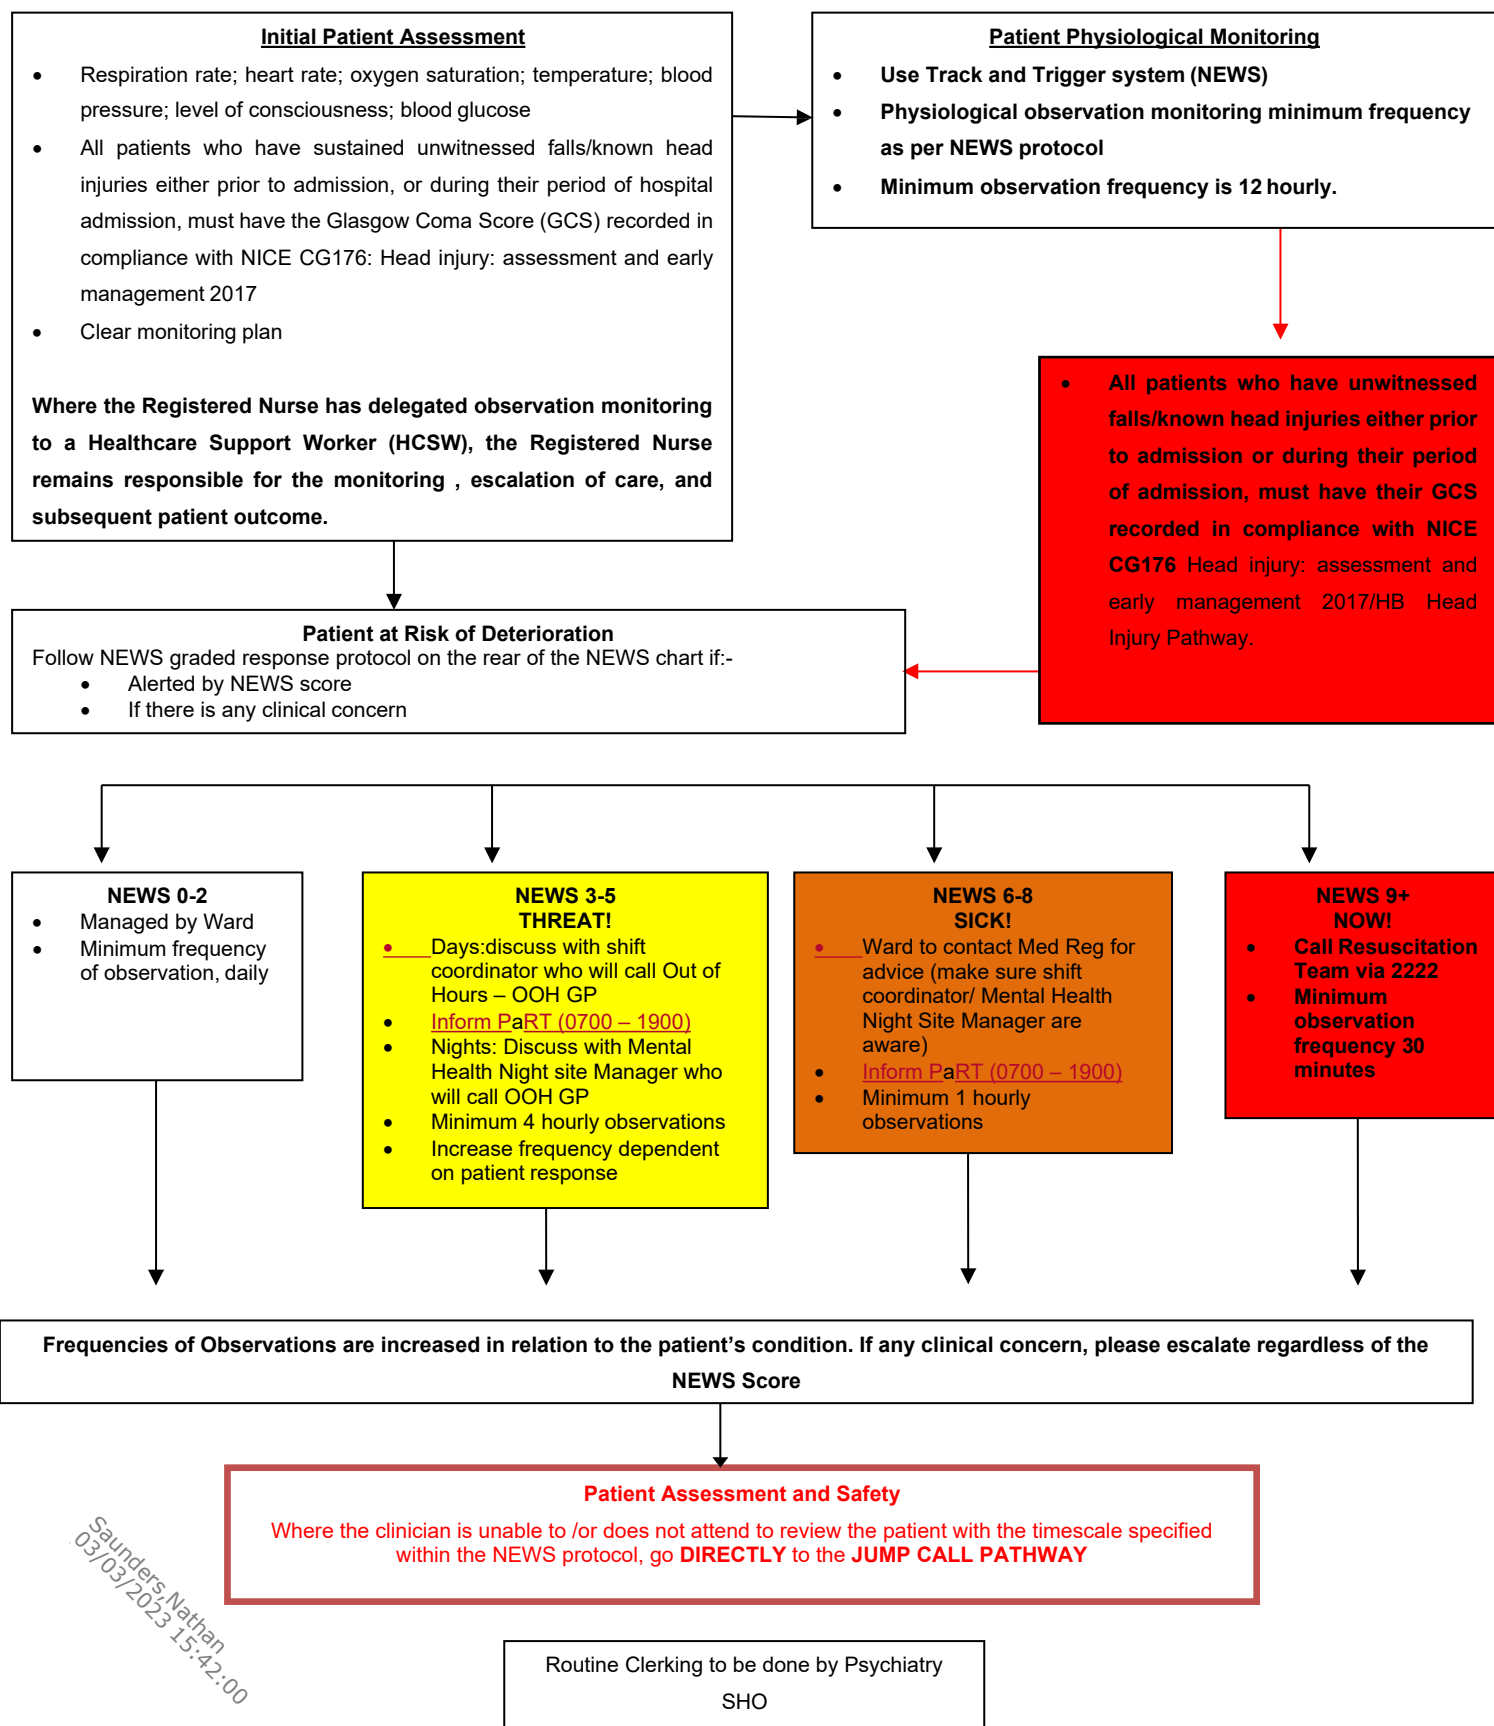 Initial Patient Assessment
• Respiration rate; heart rate; oxygen saturation; temperature; blood
pressure; level of consciousness; blood glucose
• All patients who have sustained unwitnessed falls/known head
injuries either prior to admission, or during their period of hospital
admission, must have the Glasgow Coma Score (GCS) recorded in
compliance with NICE CG176: Head injury: assessment and early
management 2017
• Clear monitoring plan
Where the Registered Nurse has delegated observation monitoring
to a Healthcare Support Worker (HCSW), the Registered Nurse
remains responsible for the monitoring , escalation of care, and
subsequent patient outcome.
Patient Physiological Monitoring
• Use Track and Trigger system (NEWS)
• Physiological observation monitoring minimum frequency
as per NEWS protocol
• Minimum observation frequency is 12 hourly.
• All patients who have unwitnessed
falls/known head injuries either prior
to admission or during their period
of admission, must have their GCS
recorded in compliance with NICE
CG176 Head injury: assessment and
early management 2017/HB Head
Injury Pathway.
Patient at Risk of Deterioration
Follow NEWS graded response protocol on the rear of the NEWS chart if:-
• Alerted by NEWS score
• If there is any clinical concern
NEWS 0-2
• Managed by Ward
• Minimum frequency
of observation, daily
NEWS 3-5
THREAT!
• Days:discuss with shift
coordinator who will call Out of
Hours – OOH GP
• Inform PaRT (0700 – 1900)
• Nights: Discuss with Mental
Health Night site Manager who
will call OOH GP
• Minimum 4 hourly observations
• Increase frequency dependent
on patient response
NEWS 6-8
SICK!
• Ward to contact Med Reg for
advice (make sure shift
coordinator/ Mental Health
Night Site Manager are
aware)
• Inform PaRT (0700 – 1900)
• Minimum 1 hourly
observations
NEWS 9+
NOW!
• Call Resuscitation
Team via 2222
• Minimum
observation
frequency 30
minutes
Frequencies of Observations are increased in relation to the patient's condition. If any clinical concern, please escalate regardless of the
NEWS Score
Patient Assessment and Safety
Where the clinician is unable to /or does not attend to review the patient with the timescale specified
within the NEWS protocol, go DIRECTLY to the JUMP CALL PATHWAY
Saunders,Nathan
03/03/2023 15:42:00
Routine Clerking to be done by Psychiatry
SHO